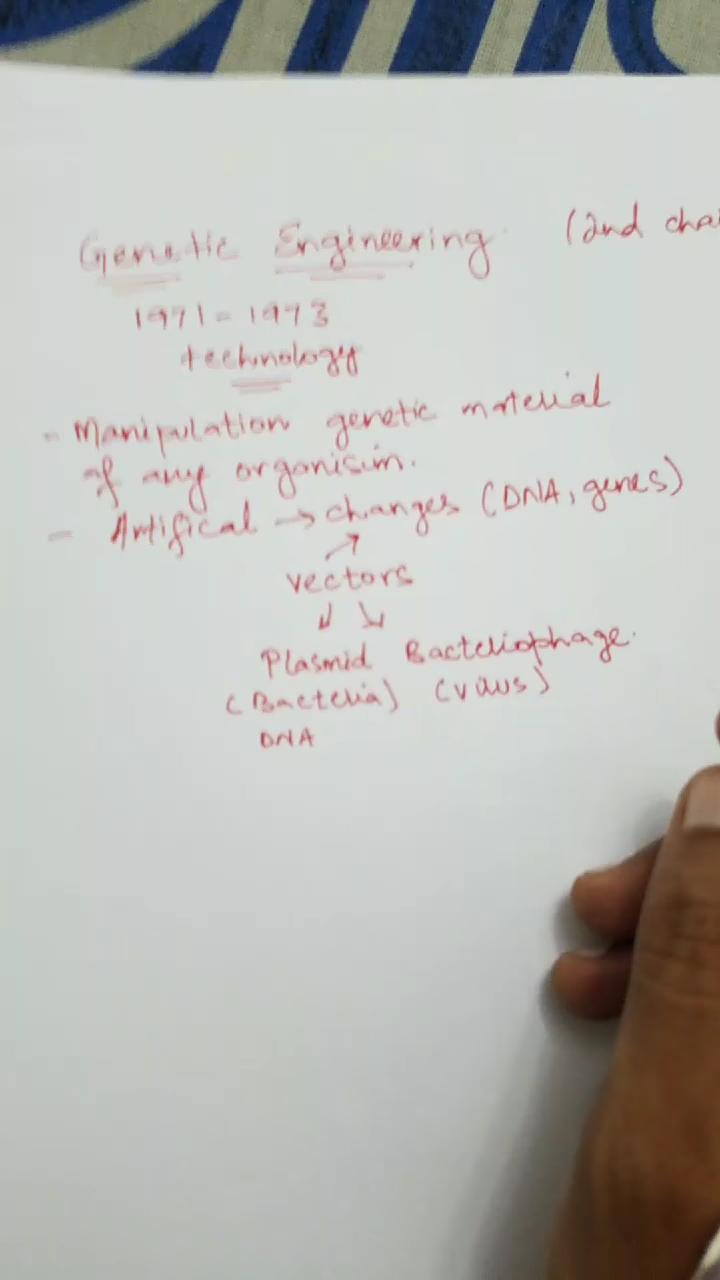 Genetic Engineering (2nd cha
1971 - 1973
technology
- Manipulation genetic material
of any organisim.
- Artifical → changes (DNA, genes)
vectors
Plasmid Bacteriophage.
(Bacteria) (virus)
DNA